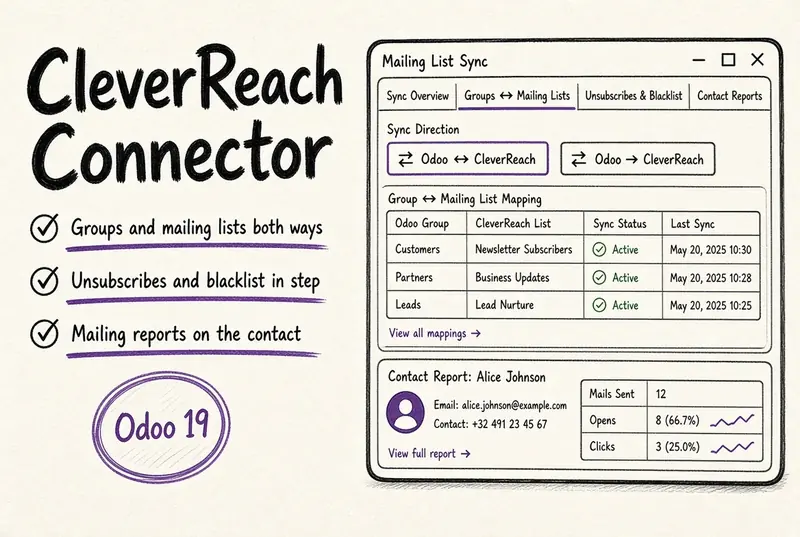 CleverReach
Connector
Groups and mailing lists both ways
Unsubscribes and blacklist in step
Mailing reports on the contact
Odoo 19
Mailing List Sync
Sync Overview
Groups ↔ Mailing Lists
Unsubscribes & Blacklist
Contact Reports
Sync Direction
Odoo ↔ CleverReach
Odoo → CleverReach
Group ↔ Mailing List Mapping
Odoo Group CleverReach List Sync Status Last Sync
Customers Newsletter Subscribers Active May 20, 2025 10:30
Partners Business Updates Active May 20, 2025 10:28
Leads Lead Nurture Active May 20, 2025 10:25
View all mappings →
Contact Report: Alice Johnson
Email: alice.johnson@example.com
Contact: +32 491 23 45 67
View full report →
Mails Sent 12
Opens 8 (66.7%)
Clicks 3 (25.0%)